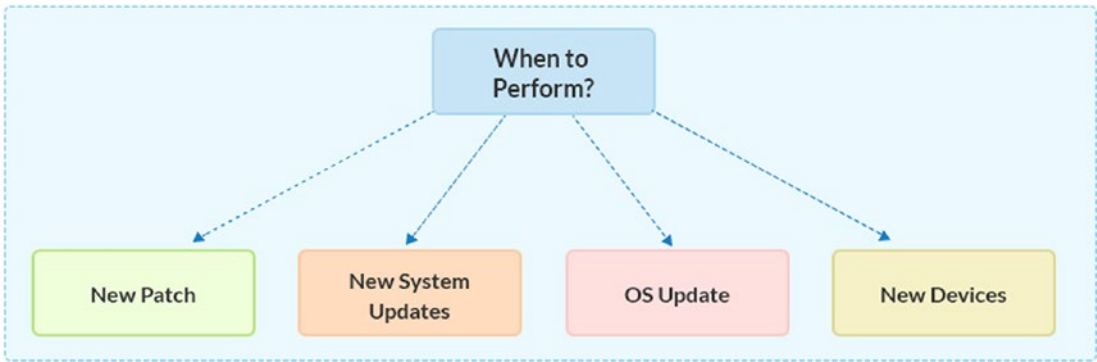 When to
Perform?
New Patch
New System
Updates
OS Update
New Devices